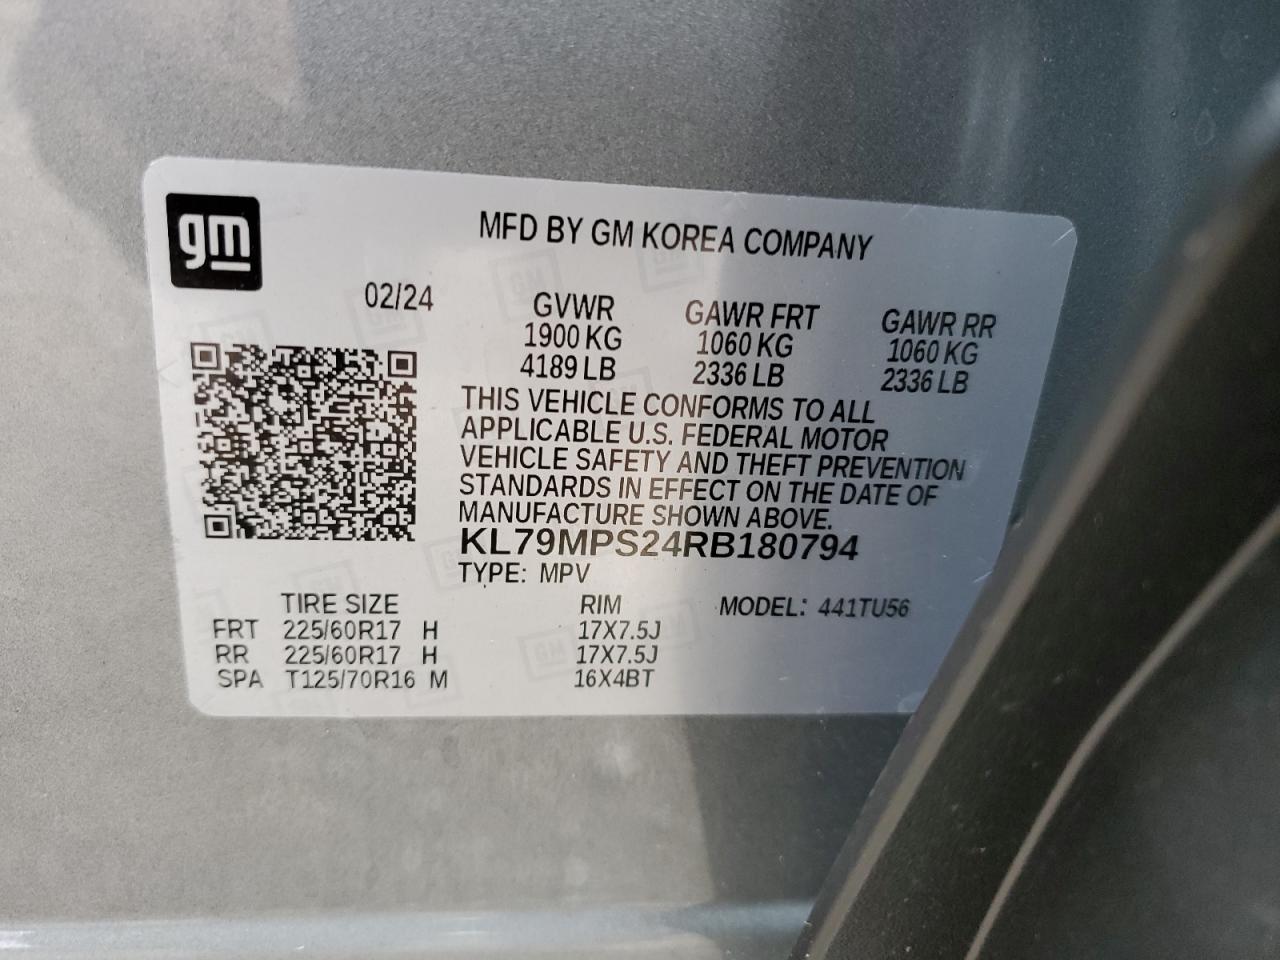 gm
MFD BY GM KOREA COMPANY
02/24
GVWR GAWR FRT GAWR RR
1900 KG 1060 KG 1060 KG
4189 LB 2336 LB 2336 LB
THIS VEHICLE CONFORMS TO ALL
APPLICABLE U.S. FEDERAL MOTOR
VEHICLE SAFETY AND THEFT PREVENTION
STANDARDS IN EFFECT ON THE DATE OF
MANUFACTURE SHOWN ABOVE.
KL79MPS24RB180794
TYPE: MPV
TIRE SIZE RIM MODEL: 441TU56
FRT 225/60R17 H 17X7.5J
RR 225/60R17 H 17X7.5J
SPA T125/70R16 M 16X4BT